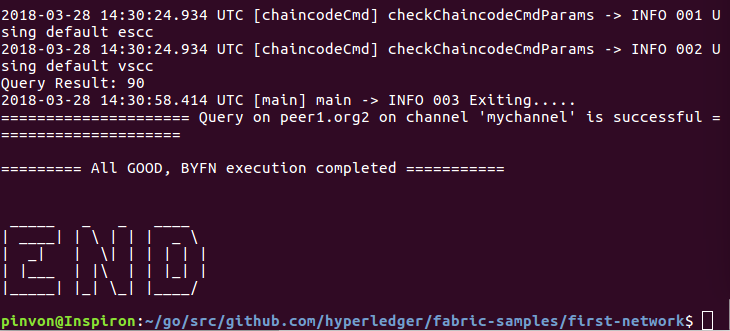 2018-03-28 14:30:24.934 UTC [chaincodeCmd] checkChaincodeCmdParams -> INFO 001 U
sing default escc
2018-03-28 14:30:24.934 UTC [chaincodeCmd] checkChaincodeCmdParams -> INFO 002 U
sing default vscc
Query Result: 90
2018-03-28 14:30:58.414 UTC [main] main -> INFO 003 Exiting.....
===================== Query on peer1.org2 on channel 'mychannel' is successful =
====================
========= All GOOD, BYFN execution completed ===========
 _____   _   _   ____
| ____| | \ | | |  _ \
|  _|   |  \| | | | | |
| |___  | |\  | | |_| |
|_____| |_| \_| |____/
pinvon@Inspiron:~/go/src/github.com/hyperledger/fabric-samples/first-network$